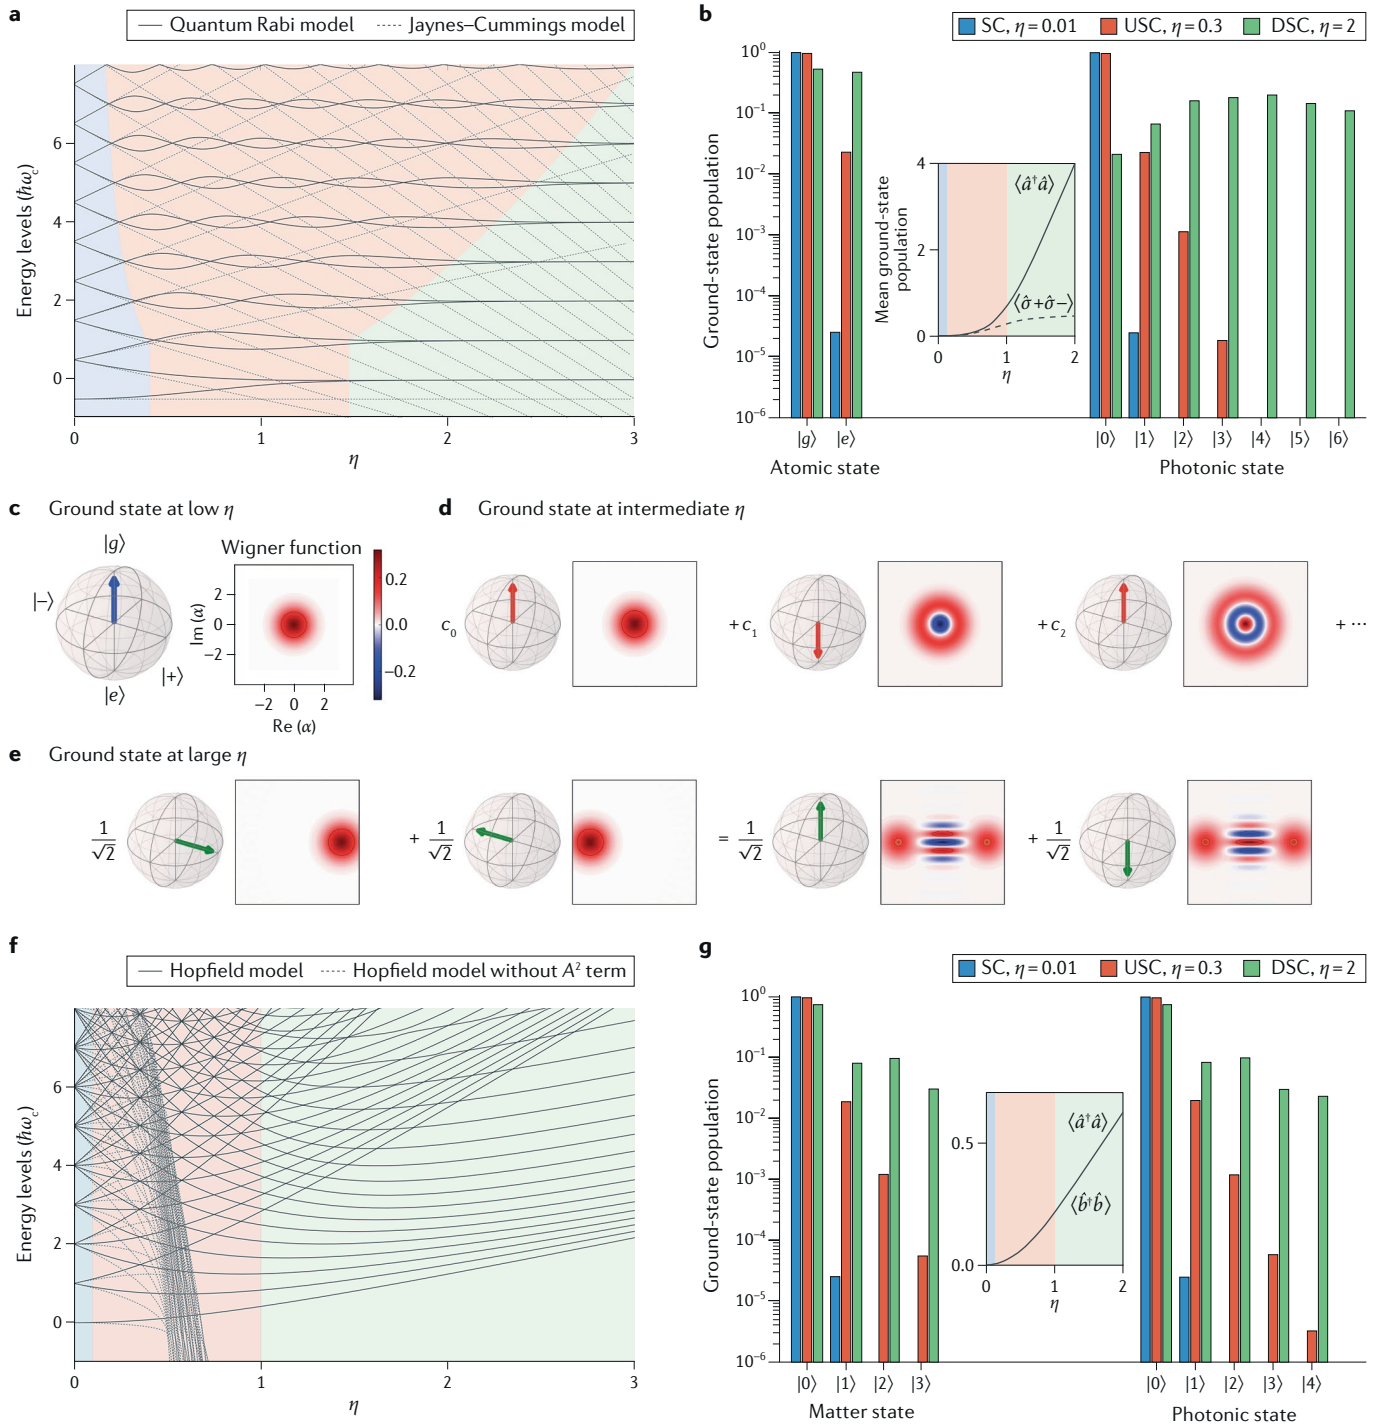 a
Quantum Rabi model
Jaynes–Cummings model
Energy levels (ħω_c)
6
4
2
0
0
1
2
3
η
b
SC, η = 0.01
USC, η = 0.3
DSC, η = 2
Ground-state population
10⁰
10⁻¹
10⁻²
10⁻³
10⁻⁴
10⁻⁵
10⁻⁶
Mean ground-state
population
4
2
0
⟨â†â⟩
⟨σ̂+σ̂−⟩
0
1
2
η
|g⟩
|e⟩
Atomic state
|0⟩
|1⟩
|2⟩
|3⟩
|4⟩
|5⟩
|6⟩
Photonic state
c
Ground state at low η
|g⟩
|−⟩
|+⟩
|e⟩
Wigner function
Im (α)
2
0
−2
−2
0
2
Re (α)
0.2
0.0
−0.2
d
Ground state at intermediate η
c₀
+ c₁
+ c₂
+ ⋯
e
Ground state at large η
1/√2
+ 1/√2
= 1/√2
+ 1/√2
f
Hopfield model
Hopfield model without A² term
Energy levels (ħω_c)
6
4
2
0
0
1
2
3
η
g
SC, η = 0.01
USC, η = 0.3
DSC, η = 2
Ground-state population
10⁰
10⁻¹
10⁻²
10⁻³
10⁻⁴
10⁻⁵
10⁻⁶
0.5
0.0
⟨â†â⟩
⟨b̂†b̂⟩
0
1
2
η
|0⟩
|1⟩
|2⟩
|3⟩
Matter state
|0⟩
|1⟩
|2⟩
|3⟩
|4⟩
Photonic state